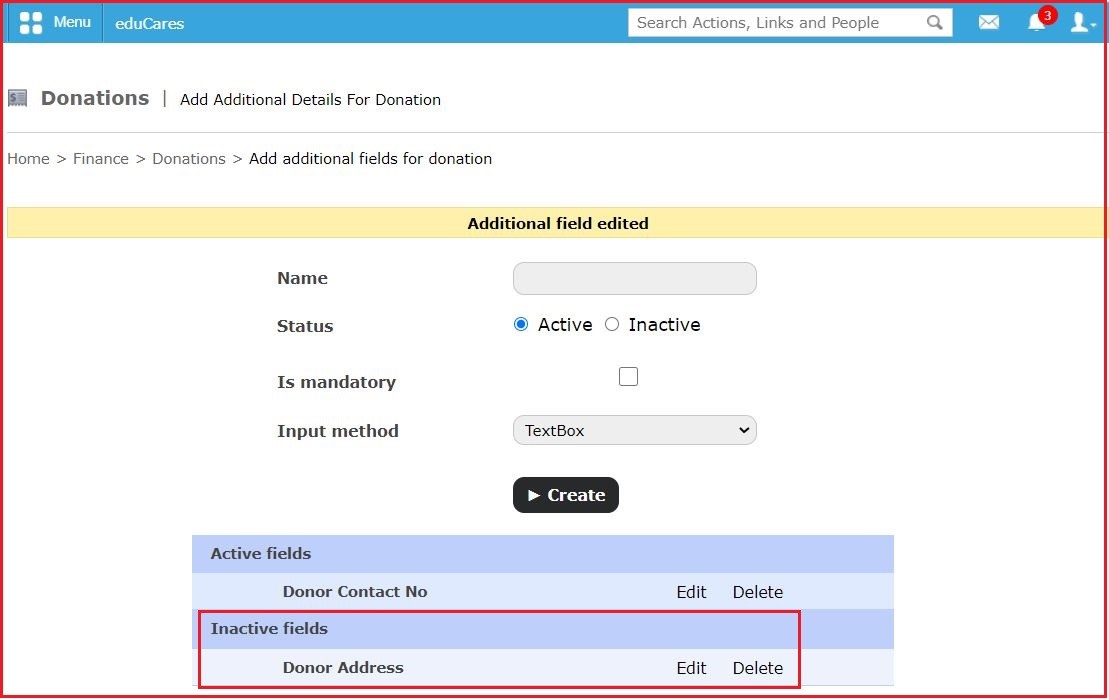 Menu eduCares Search Actions, Links and People 3
$ Donations | Add Additional Details For Donation
Home > Finance > Donations > Add additional fields for donation
Additional field edited
Name
Status Active Inactive
Is mandatory
Input method TextBox
► Create
Active fields
Donor Contact No Edit Delete
Inactive fields
Donor Address Edit Delete